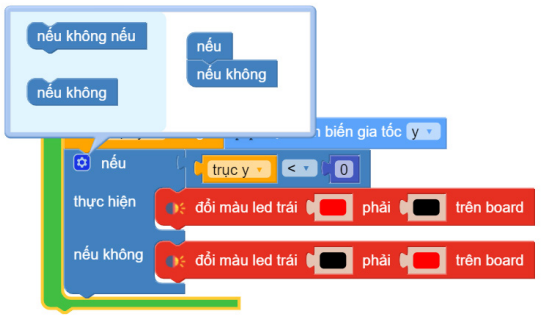 nếu không nếu
nếu
nếu không
nếu không
biến gia tốc y
nếu trục y < 0
thực hiện đổi màu led trái phải trên board
nếu không đổi màu led trái phải trên board